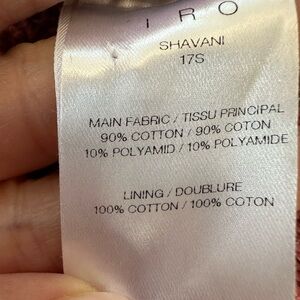 IRO
SHAVANI
17S
MAIN FABRIC / TISSU PRINCIPAL
90% COTTON / 90% COTON
10% POLYAMID / 10% POLYAMIDE
LINING / DOUBLURE
100% COTTON / 100% COTON